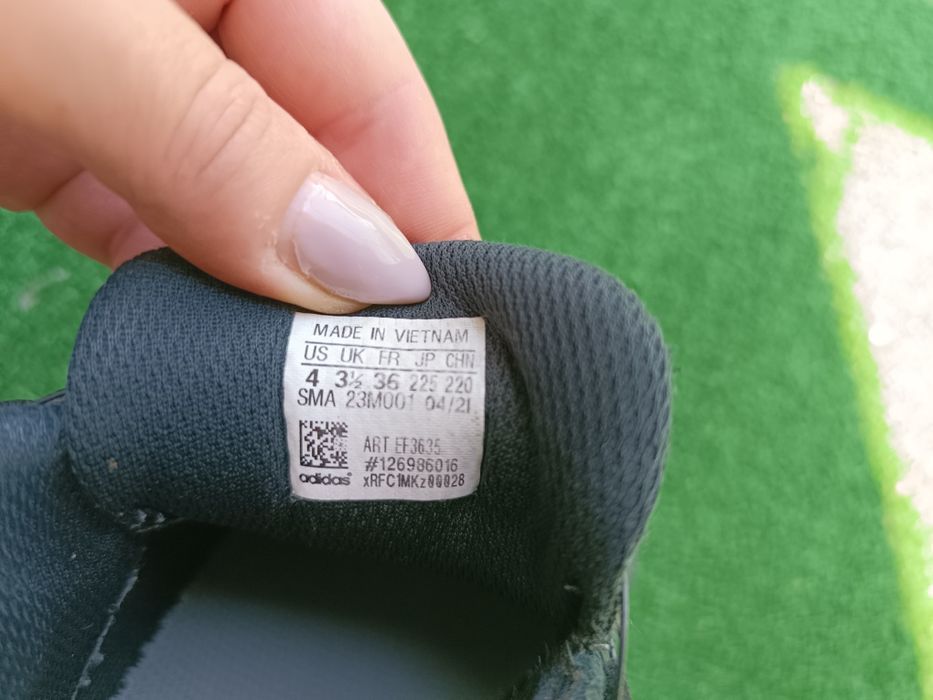 MADE IN VIETNAM
US UK FR JP CHN
4 3½ 36 225 220
SMA 23M001 04/21
ART EF3635
#126986016
adidas® xRFC1MKz00028